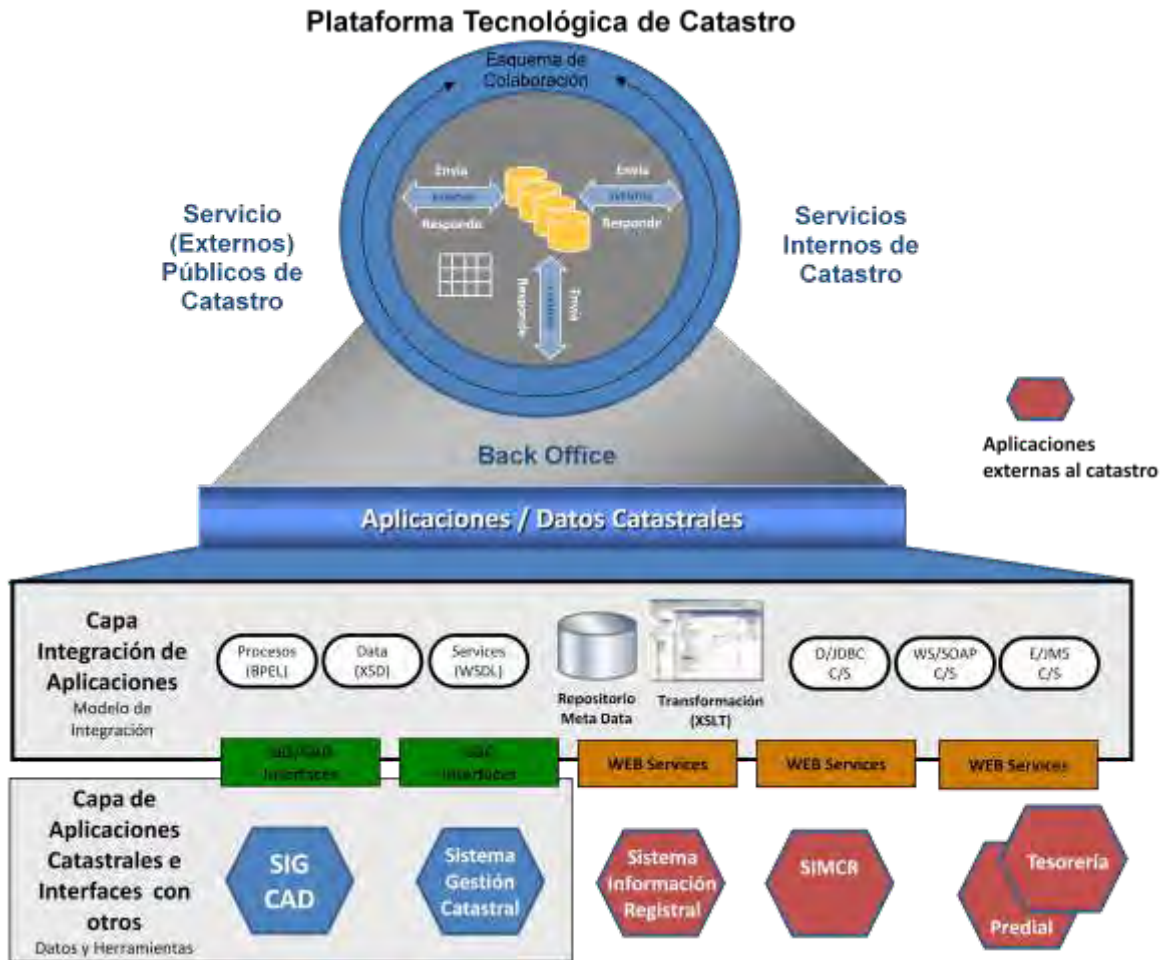 Plataforma Tecnológica de Catastro
Esquema de
Colaboración
Envía
Responde
Envía
Responde
Envía
Responde
Servicio
(Externos)
Públicos de
Catastro
Servicios
Internos de
Catastro
Back Office
Aplicaciones
externas al catastro
Aplicaciones / Datos Catastrales
Capa
Integración de
Aplicaciones
Modelo de
Integración
Procesos
(BPEL)
Data
(XSD)
Services
(WSDL)
Repositorio
Meta Data
Transformación
(XSLT)
D/JDBC
C/S
WS/SOAP
C/S
E/JMS
C/S
Interfaces
Interfaces
WEB Services
WEB Services
WEB Services
Capa de
Aplicaciones
Catastrales e
Interfaces con
otros
Datos y Herramientas
SIG
CAD
Sistema
Gestión
Catastral
Sistema
Información
Registral
SIMCR
Tesorería
Predial